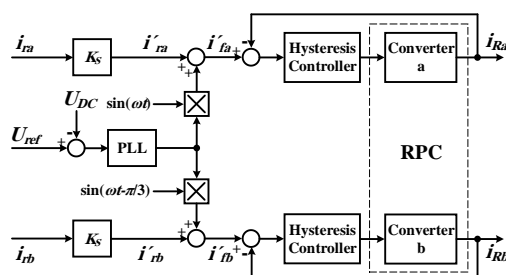 i_ra
K_S
i´_ra
i´_fa
Hysteresis
Controller
Converter
a
i_Ra
U_DC
sin(ωt)
U_ref
PLL
RPC
sin(ωt-π/3)
i_rb
K_S
i´_rb
i´_fb
Hysteresis
Controller
Converter
b
i_Rb